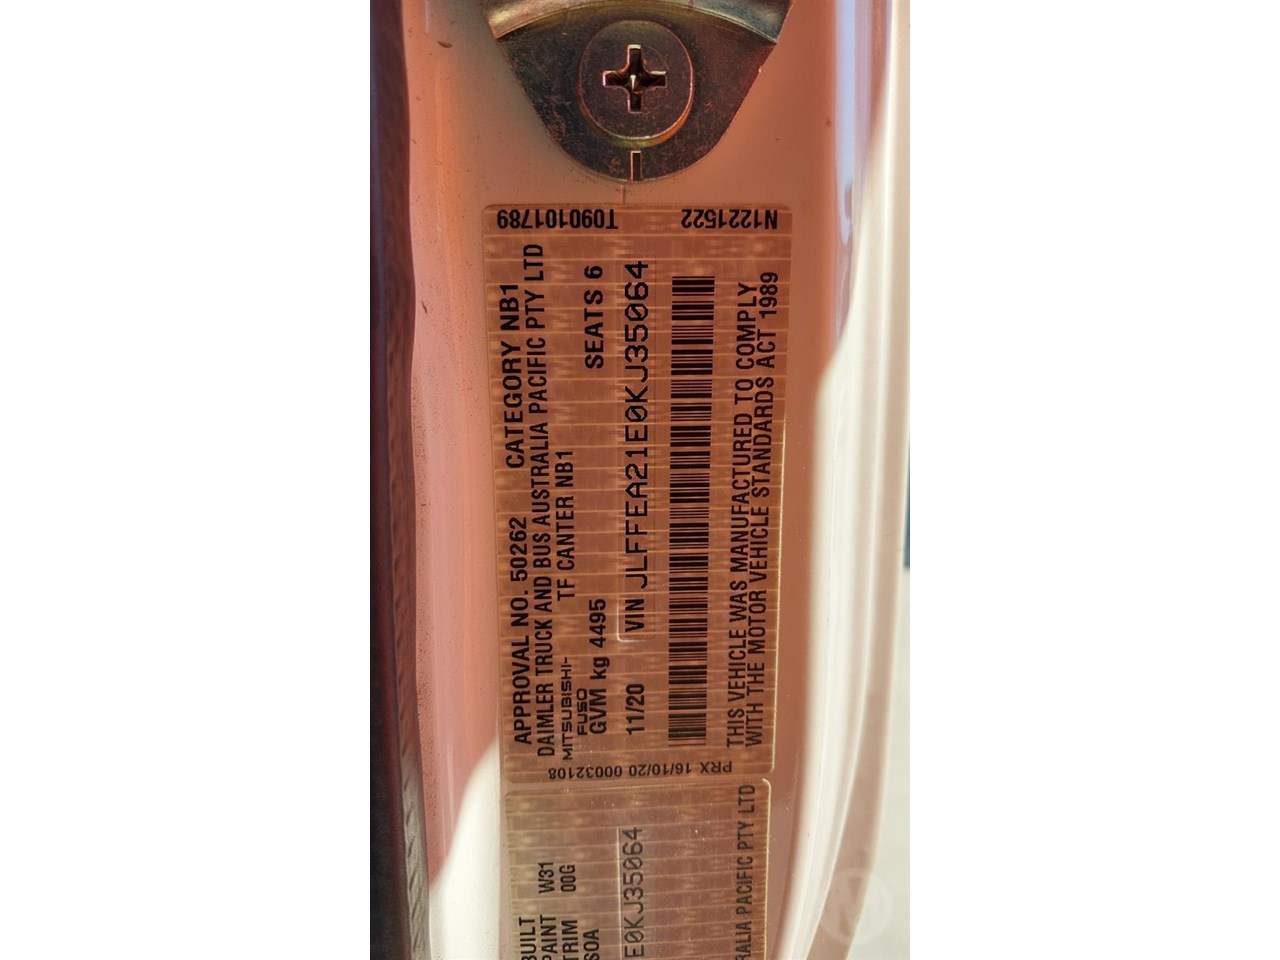 APPROVAL NO. 50262 CATEGORY NB1
DAIMLER TRUCK AND BUS AUSTRALIA PACIFIC PTY LTD
MITSUBISHI-
FUSO
TF CANTER NB1
GVM kg 4495 SEATS 6
11/20 VIN JLFFEA21E0KJ35064
THIS VEHICLE WAS MANUFACTURED TO COMPLY
WITH THE MOTOR VEHICLE STANDARDS ACT 1989
T090101789 N1221522
PRX 16/10/20 00032108
BUILT
PAINT W31
TRIM 00G
SOA
E0KJ35064
RALIA PACIFIC PTY LTD